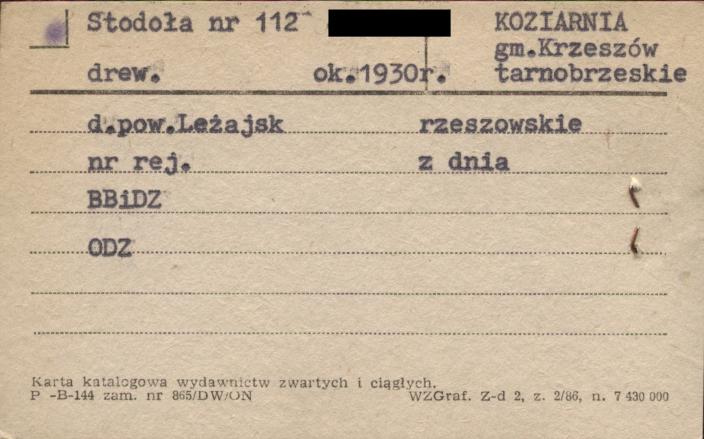 Stodoła nr 112 KOZIARNIA
gm.Krzeszów
drew. ok.1930r. tarnobrzeskie
d.pow.Leżajsk rzeszowskie
nr rej. z dnia
BBiDZ
ODZ
Karta katalogowa wydawnictw zwartych i ciągłych.
P -B-144 zam. nr 865/DW/ON WZGraf. Z-d 2, z. 2/86, n. 7 430 000